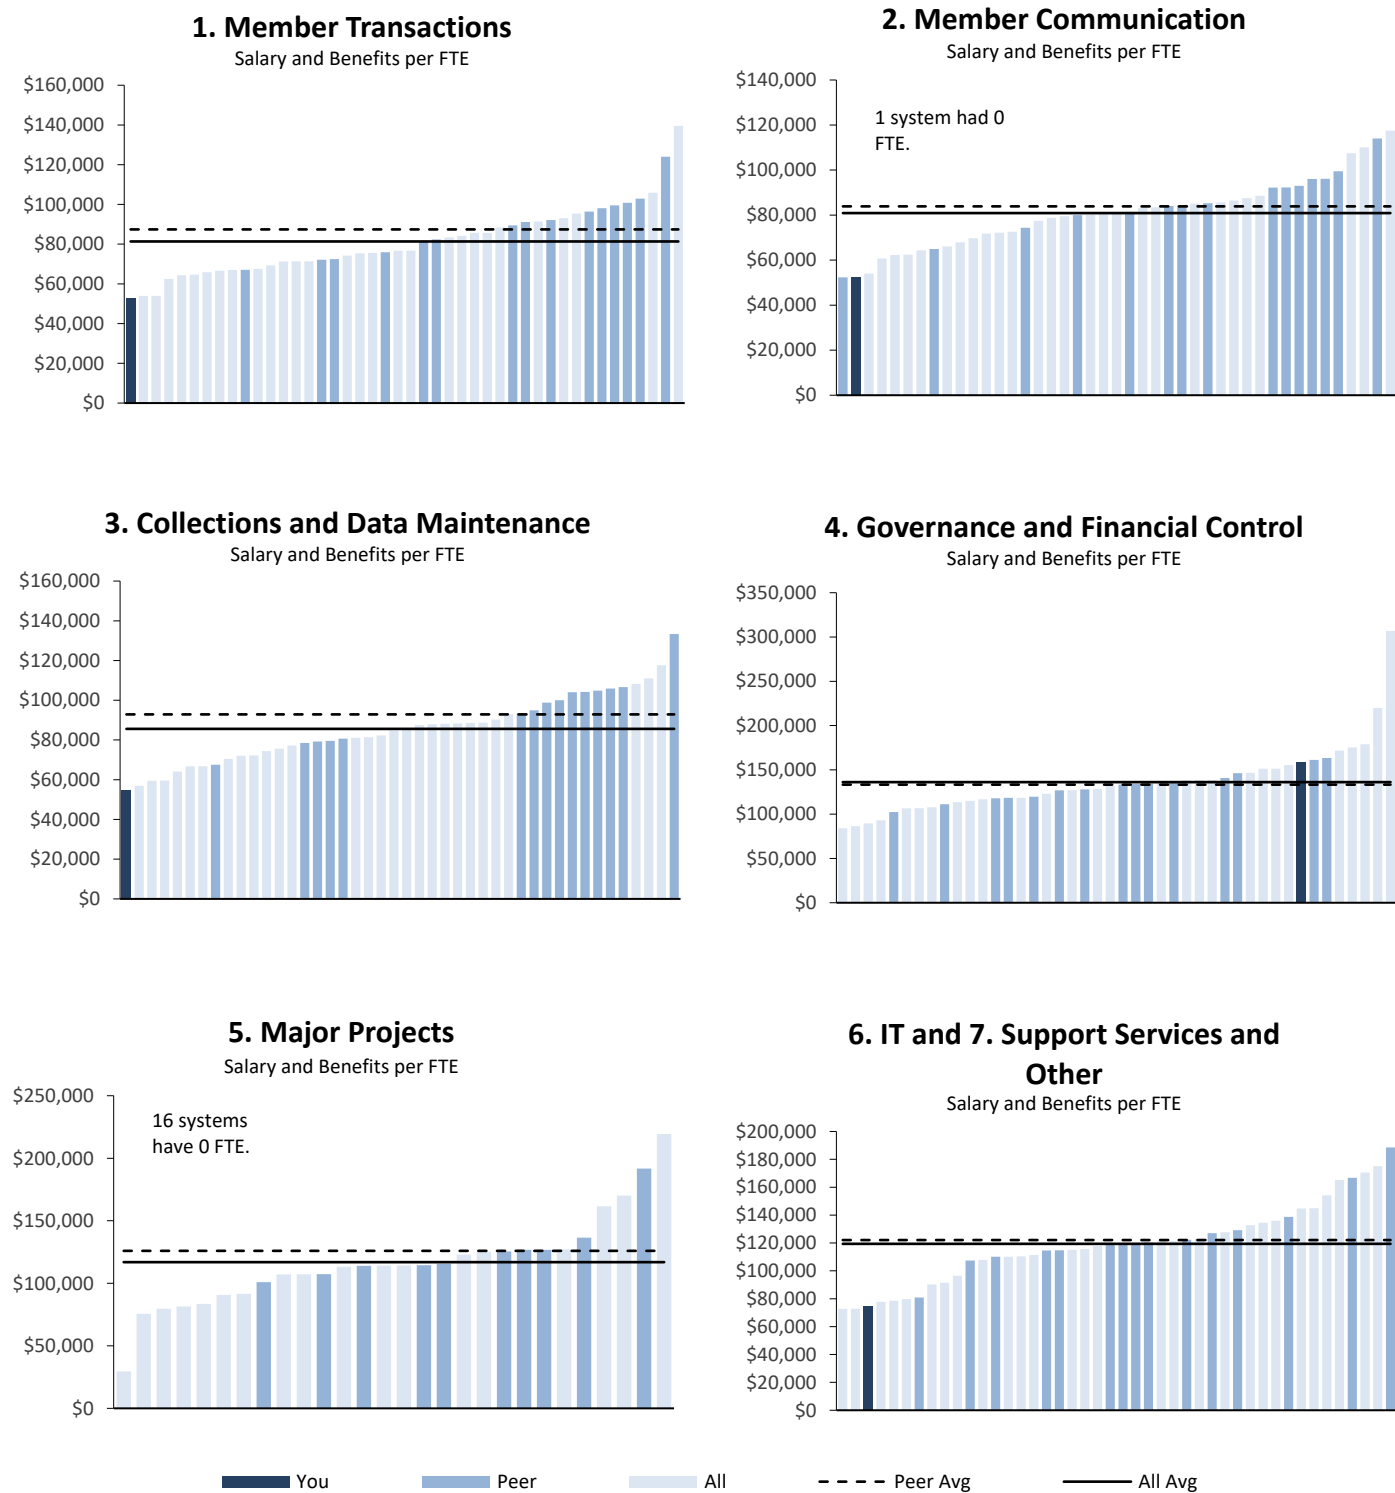 1. Member Transactions
Salary and Benefits per FTE
$160,000
$140,000
$120,000
$100,000
$80,000
$60,000
$40,000
$20,000
$0
2. Member Communication
Salary and Benefits per FTE
$140,000
$120,000
$100,000
$80,000
$60,000
$40,000
$20,000
$0
1 system had 0
FTE.
3. Collections and Data Maintenance
Salary and Benefits per FTE
$160,000
$140,000
$120,000
$100,000
$80,000
$60,000
$40,000
$20,000
$0
4. Governance and Financial Control
Salary and Benefits per FTE
$350,000
$300,000
$250,000
$200,000
$150,000
$100,000
$50,000
$0
5. Major Projects
Salary and Benefits per FTE
$250,000
$200,000
$150,000
$100,000
$50,000
$0
16 systems
have 0 FTE.
6. IT and 7. Support Services and
Other
Salary and Benefits per FTE
$200,000
$180,000
$160,000
$140,000
$120,000
$100,000
$80,000
$60,000
$40,000
$20,000
$0
You
Peer
All
Peer Avg
All Avg